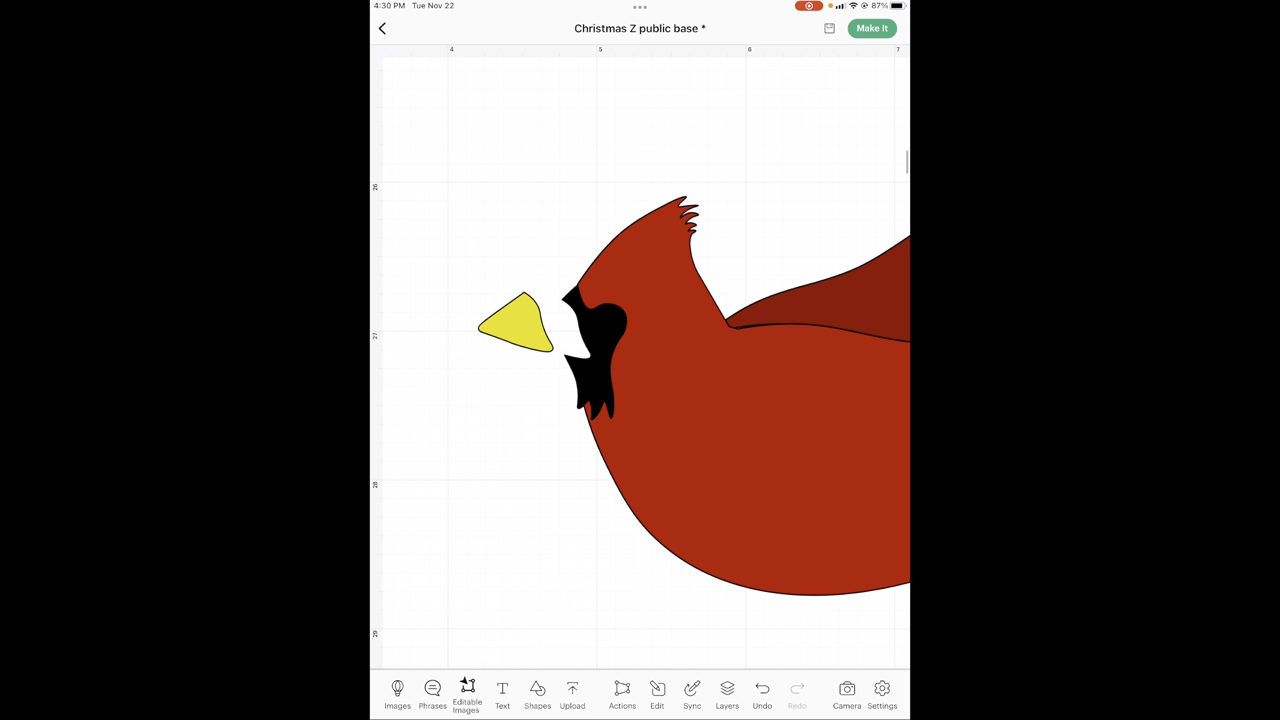 4:30 PM Tue Nov 22
87%
Christmas Z public base *
Make It
4 5 6 7
26
27
28
29
Images Phrases Editable Images Text Shapes Upload Actions Edit Sync Layers Undo Redo Camera Settings